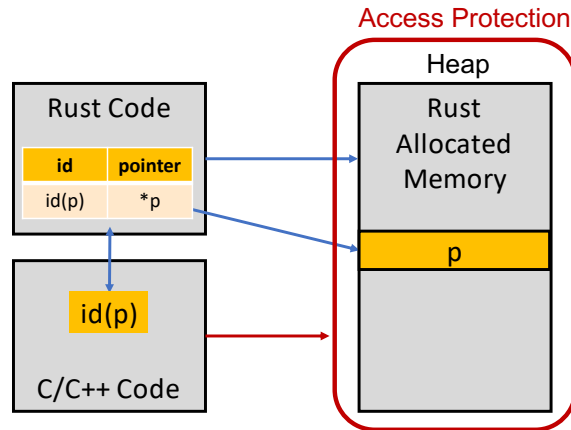 Access Protection
Heap
Rust Code
id pointer
id(p) *p
Rust
Allocated
Memory
p
id(p)
C/C++ Code